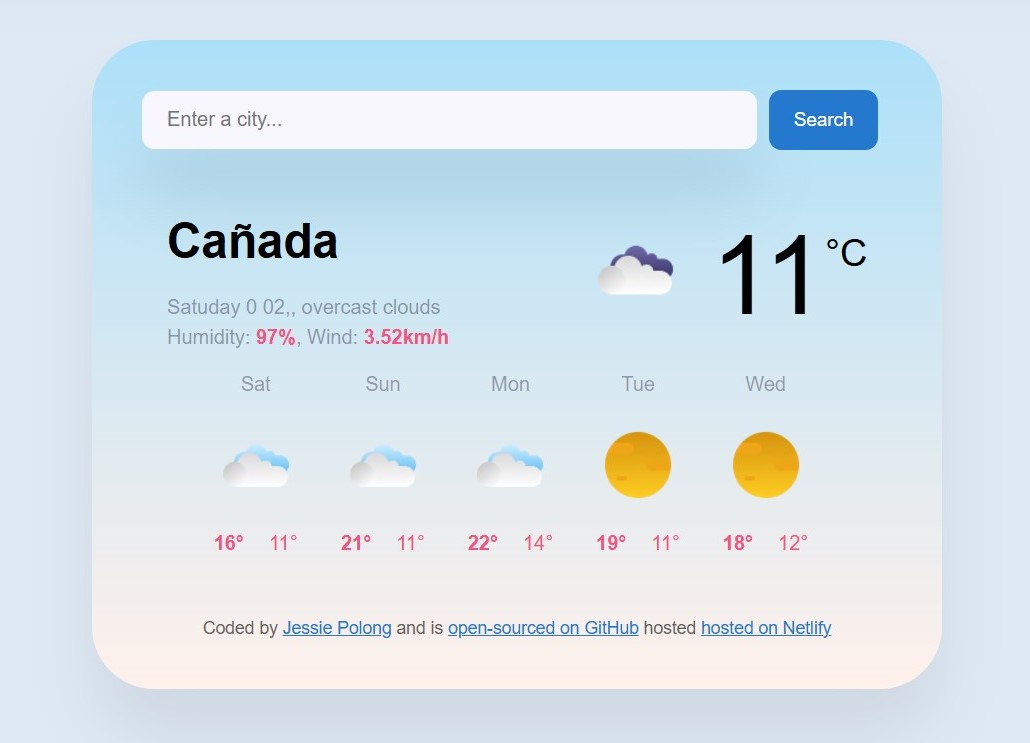 Enter a city...
Search
Cañada
11 °C
Satuday 0 02,, overcast clouds
Humidity: 97%, Wind: 3.52km/h
Sat Sun Mon Tue Wed
16° 11° 21° 11° 22° 14° 19° 11° 18° 12°
Coded by Jessie Polong and is open-sourced on GitHub hosted hosted on Netlify